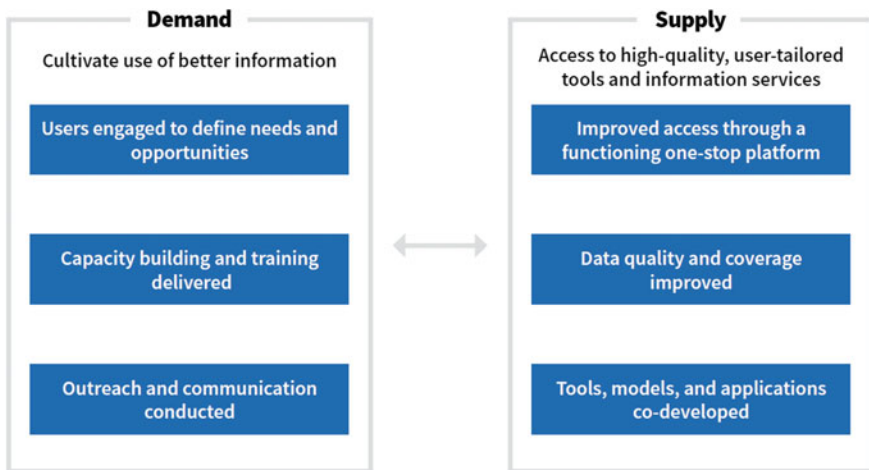 Demand
Cultivate use of better information
Users engaged to define needs and
opportunities
Capacity building and training
delivered
Outreach and communication
conducted
Supply
Access to high-quality, user-tailored
tools and information services
Improved access through a
functioning one-stop platform
Data quality and coverage
improved
Tools, models, and applications
co-developed